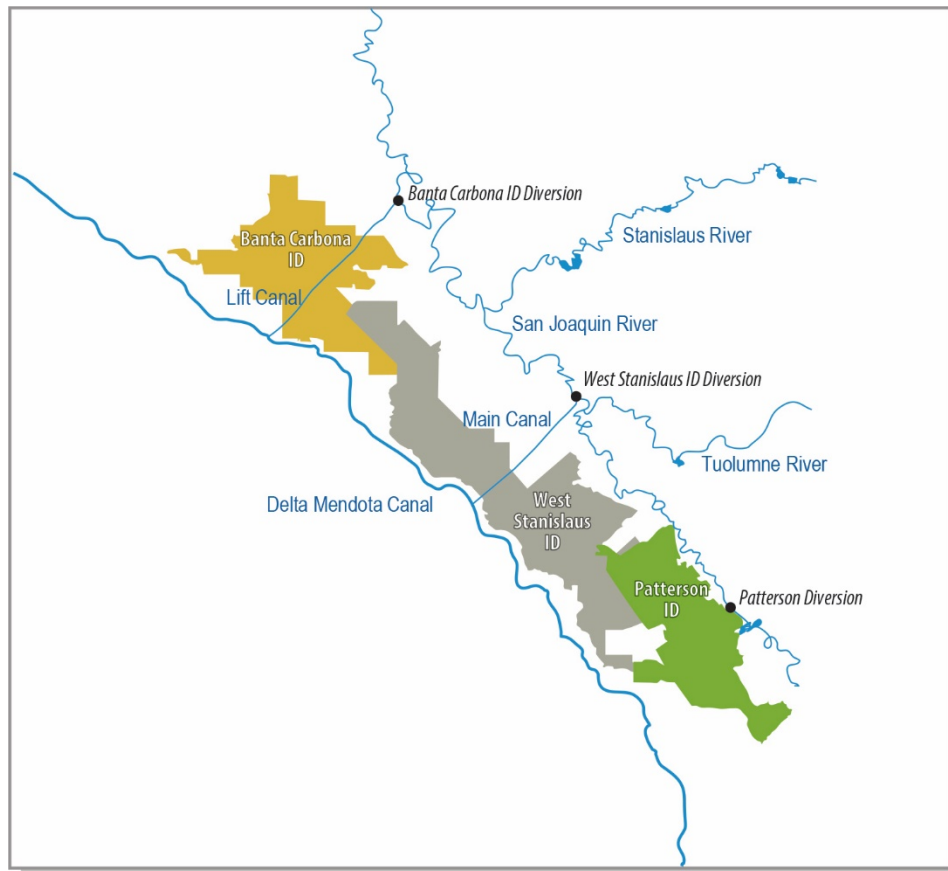 Banta Carbona ID Diversion
Stanislaus River
Banta Carbona
ID
Lift Canal
San Joaquin River
West Stanislaus ID Diversion
Main Canal
Tuolumne River
Delta Mendota Canal
West
Stanislaus
ID
Patterson
ID
Patterson Diversion